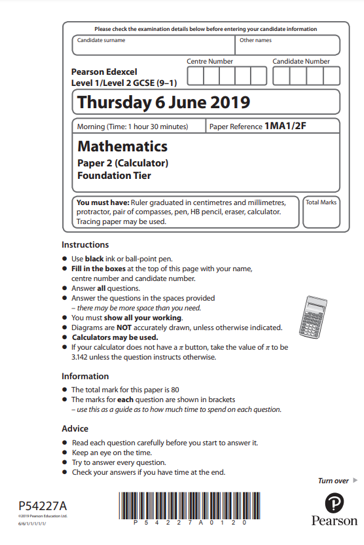 Please check the examination details below before entering your candidate information
Candidate surname
Other names
Centre Number
Candidate Number
Pearson Edexcel
Level 1/Level 2 GCSE (9–1)
Thursday 6 June 2019
Morning (Time: 1 hour 30 minutes)
Paper Reference 1MA1/2F
Mathematics
Paper 2 (Calculator)
Foundation Tier
You must have: Ruler graduated in centimetres and millimetres,
protractor, pair of compasses, pen, HB pencil, eraser, calculator.
Tracing paper may be used.
Total Marks
Instructions
● Use black ink or ball-point pen.
● Fill in the boxes at the top of this page with your name,
centre number and candidate number.
● Answer all questions.
● Answer the questions in the spaces provided
– there may be more space than you need.
● You must show all your working.
● Diagrams are NOT accurately drawn, unless otherwise indicated.
● Calculators may be used.
● If your calculator does not have a π button, take the value of π to be
3.142 unless the question instructs otherwise.
Information
● The total mark for this paper is 80
● The marks for each question are shown in brackets
– use this as a guide as to how much time to spend on each question.
Advice
● Read each question carefully before you start to answer it.
● Keep an eye on the time.
● Try to answer every question.
● Check your answers if you have time at the end.
Turn over
P54227A
©2019 Pearson Education Ltd.
P54227A0120
Pearson